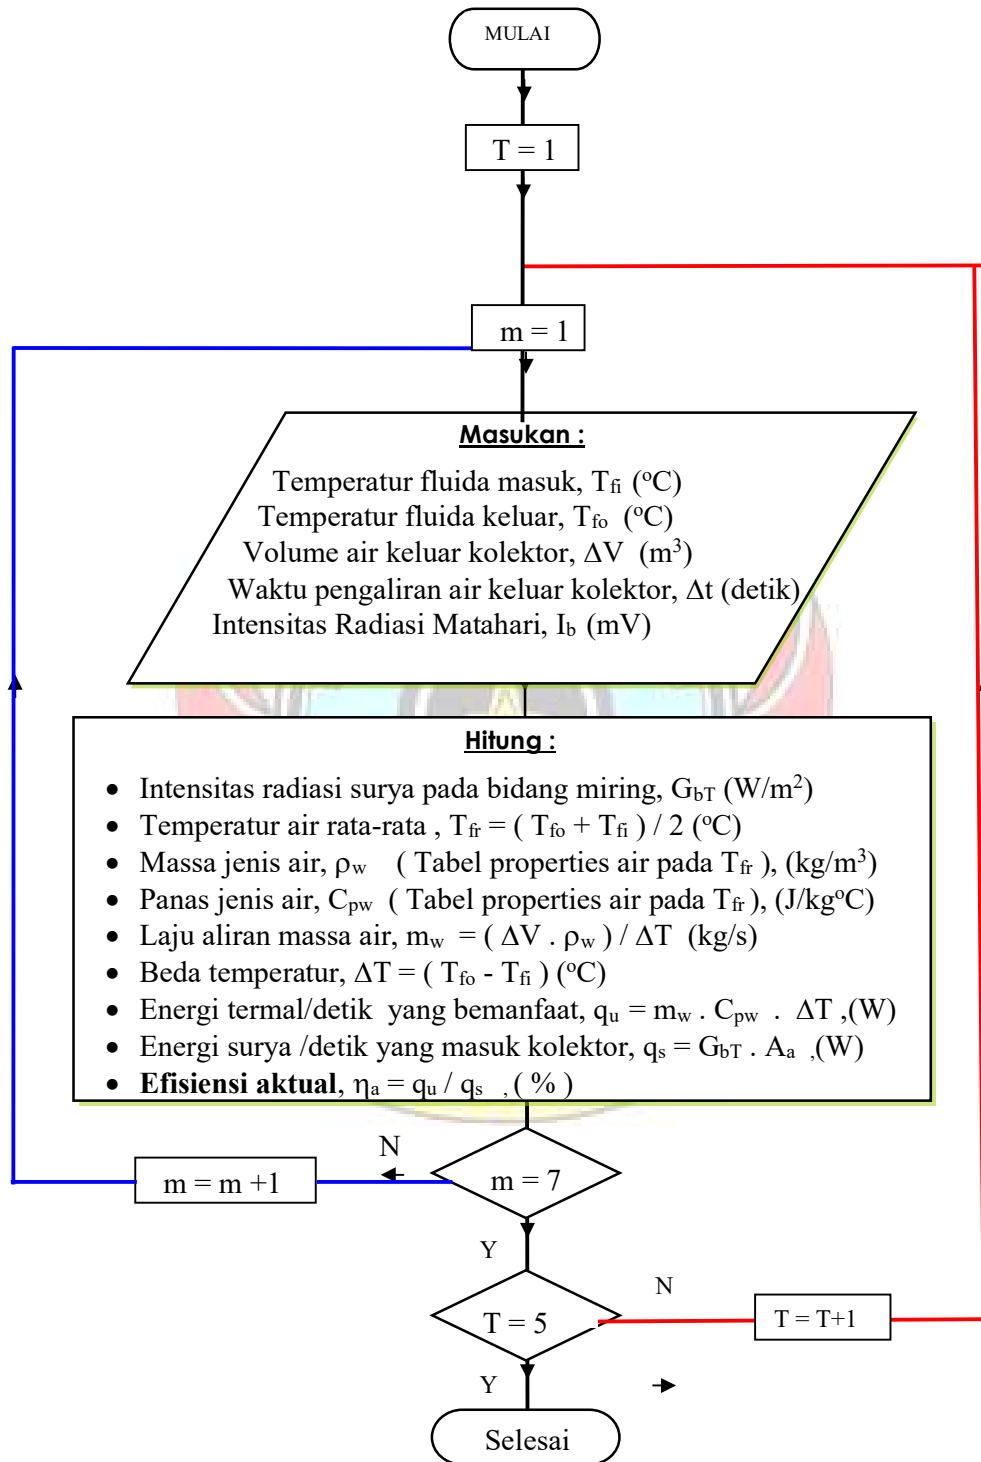 MULAI
T = 1
m = 1
Masukan :
Temperatur fluida masuk, Tfi (oC)
Temperatur fluida keluar, Tfo (oC)
Volume air keluar kolektor, ΔV (m3)
Waktu pengaliran air keluar kolektor, Δt (detik)
Intensitas Radiasi Matahari, Ib (mV)
Hitung :
• Intensitas radiasi surya pada bidang miring, GbT (W/m2)
• Temperatur air rata-rata , Tfr = ( Tfo + Tfi ) / 2 (oC)
• Massa jenis air, ρw ( Tabel properties air pada Tfr ), (kg/m3)
• Panas jenis air, Cpw ( Tabel properties air pada Tfr ), (J/kgoC)
• Laju aliran massa air, mw = ( ΔV . ρw ) / ΔT (kg/s)
• Beda temperatur, ΔT = ( Tfo - Tfi ) (oC)
• Energi termal/detik yang bemanfaat, qu = mw . Cpw . ΔT ,(W)
• Energi surya /detik yang masuk kolektor, qs = GbT . Aa ,(W)
• Efisiensi aktual, ηa = qu / qs , ( % )
N
m = m +1
m = 7
Y
N
T = 5
T = T+1
Y
Selesai